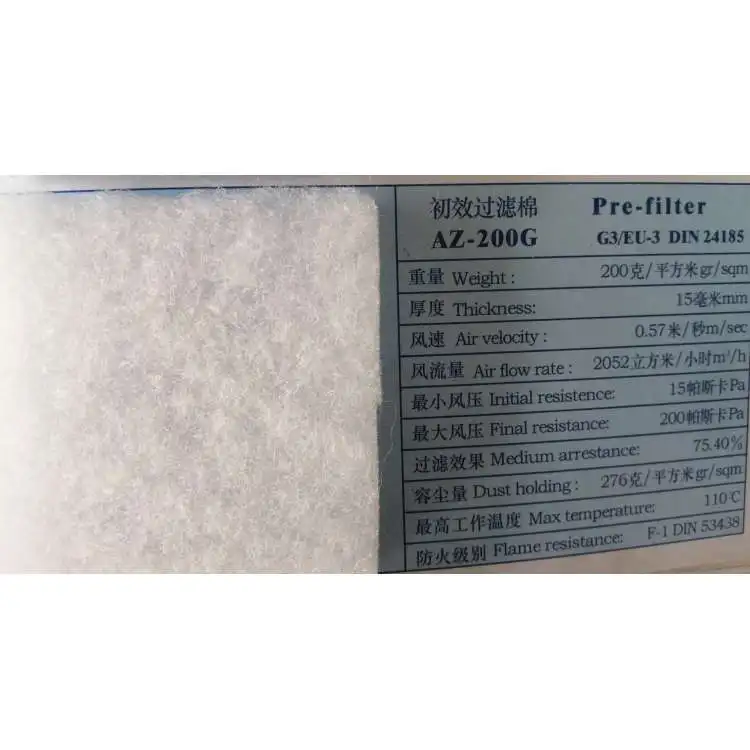 初效过滤棉 Pre-filter
AZ-200G G3/EU-3 DIN 24185
重量 Weight : 200克/平方米gr/sqm
厚度 Thickness: 15毫米mm
风速 Air velocity : 0.57米/秒m/sec
风流量 Air flow rate : 2052立方米/小时m³/h
最小风压 Initial resistence: 15帕斯卡Pa
最大风压 Final resistance: 200帕斯卡Pa
过滤效果 Medium arrestance: 75.40%
容尘量 Dust holding : 276克/平方米gr/sqm
最高工作温度 Max temperature: 110℃
防火级别 Flame resistance: F-1 DIN 53438